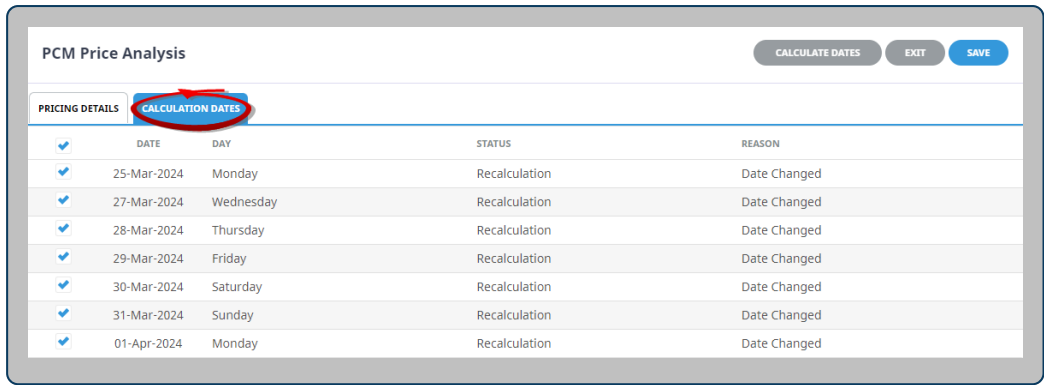 PCM Price Analysis CALCULATE DATES EXIT SAVE
PRICING DETAILS CALCULATION DATES
DATE DAY STATUS REASON
25-Mar-2024 Monday Recalculation Date Changed
27-Mar-2024 Wednesday Recalculation Date Changed
28-Mar-2024 Thursday Recalculation Date Changed
29-Mar-2024 Friday Recalculation Date Changed
30-Mar-2024 Saturday Recalculation Date Changed
31-Mar-2024 Sunday Recalculation Date Changed
01-Apr-2024 Monday Recalculation Date Changed